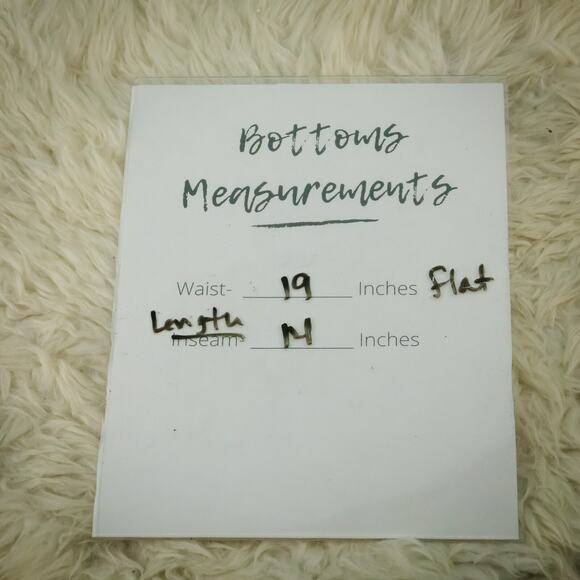 Bottoms
Measurements
Waist- 19 Inches Flat
Length
Inseam- 14 Inches